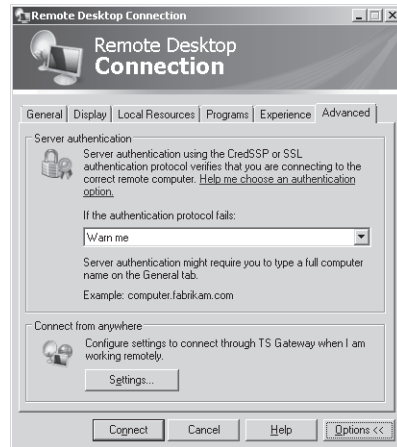 Remote Desktop Connection
Remote Desktop
Connection
General Display Local Resources Programs Experience Advanced
Server authentication
Server authentication using the CredSSP or SSL
authentication protocol verifies that you are connecting to the
correct remote computer. Help me choose an authentication
option.
If the authentication protocol fails:
Warn me
Server authentication might require you to type a full computer
name on the General tab.
Example: computer.fabrikam.com
Connect from anywhere
Configure settings to connect through TS Gateway when I am
working remotely.
Settings...
Connect Cancel Help Options <<